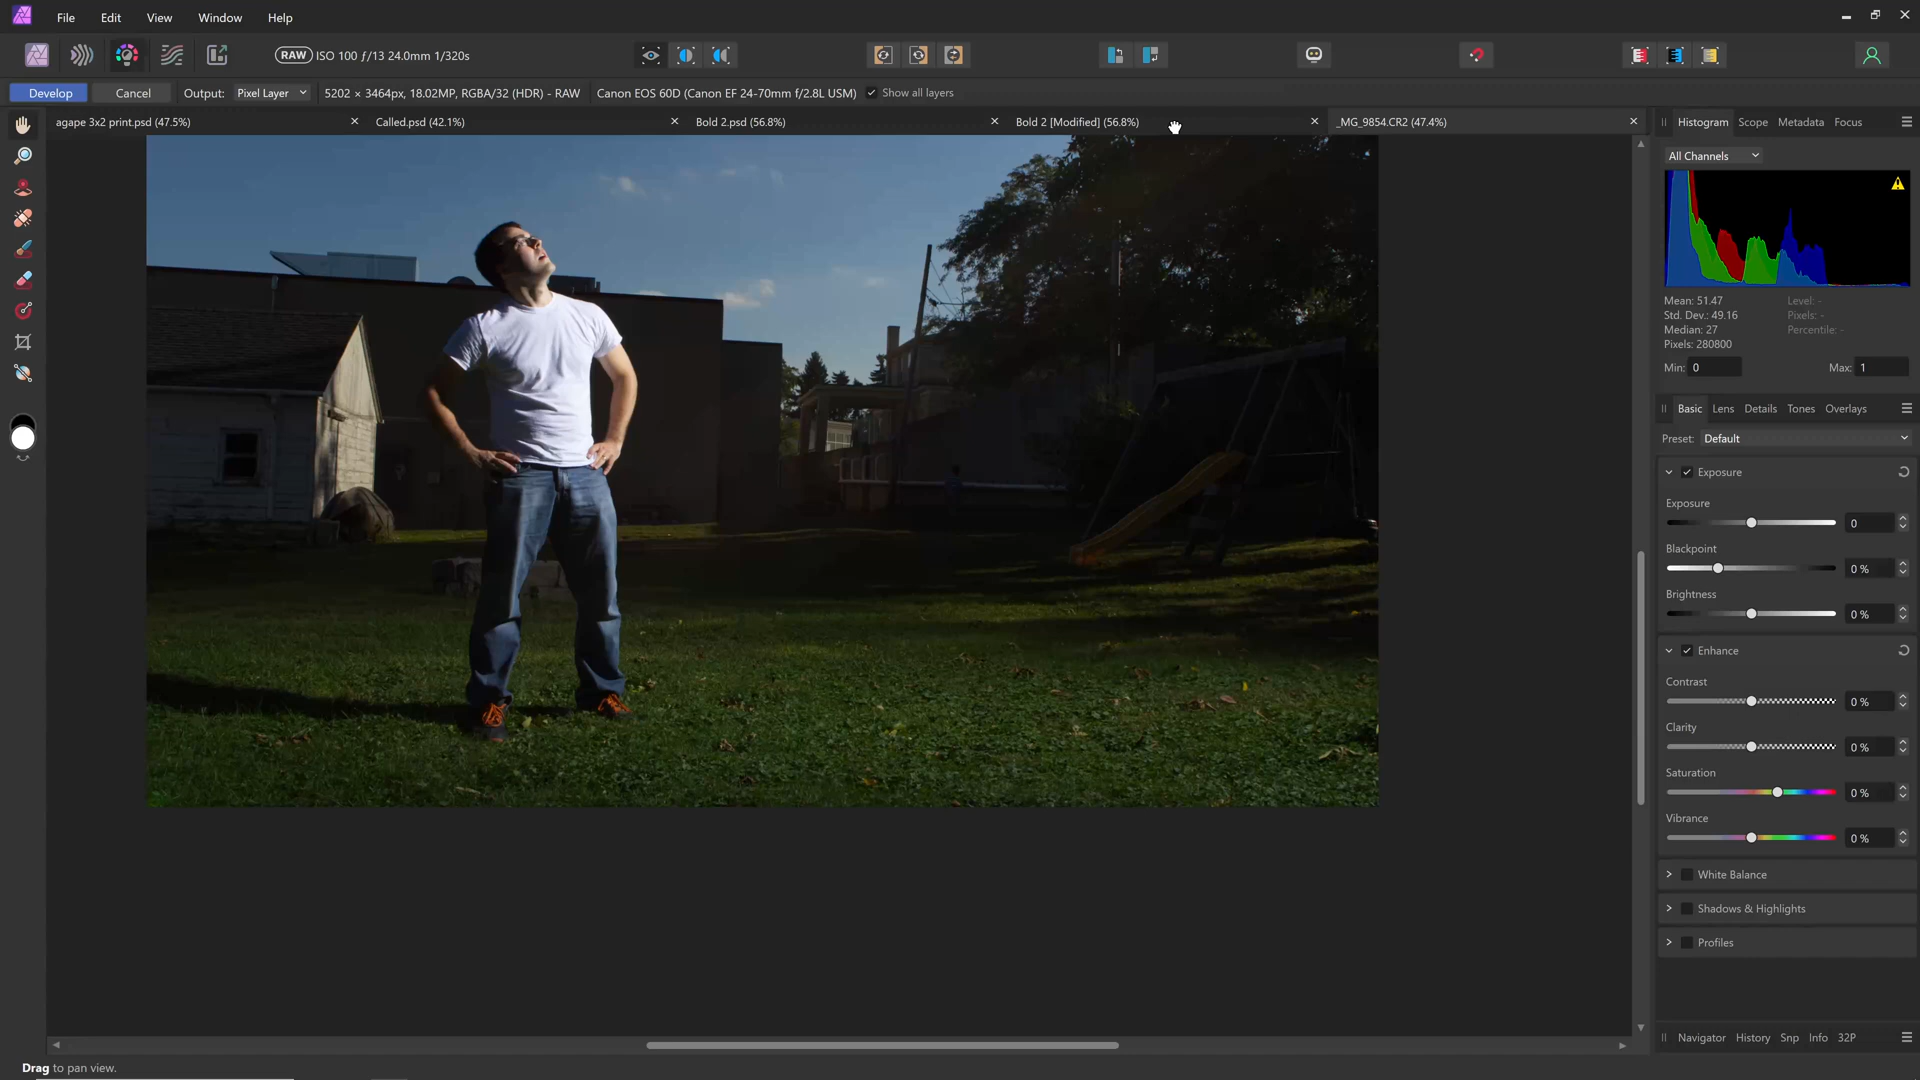 File Edit View Window Help
RAW ISO 100 ƒ/13 24.0mm 1/320s
Develop Cancel Output: Pixel Layer 5202 × 3464px, 18.02MP, RGBA/32 (HDR) - RAW Canon EOS 60D (Canon EF 24-70mm f/2.8L USM) Show all layers
agape 3x2 print.psd (47.5%) Called.psd (42.1%) Bold 2.psd (56.8%) Bold 2 [Modified] (56.8%) _MG_9854.CR2 (47.4%)
Histogram Scope Metadata Focus
All Channels
Mean: 51.47 Level: -
Std. Dev.: 49.16 Pixels: -
Median: 27 Percentile: -
Pixels: 280800
Min: 0 Max: 1
Basic Lens Details Tones Overlays
Preset: Default
Exposure
Exposure
0
Blackpoint
0 %
Brightness
0 %
Enhance
Contrast
0 %
Clarity
0 %
Saturation
0 %
Vibrance
0 %
White Balance
Shadows & Highlights
Profiles
Navigator History Snp Info 32P
Drag to pan view.